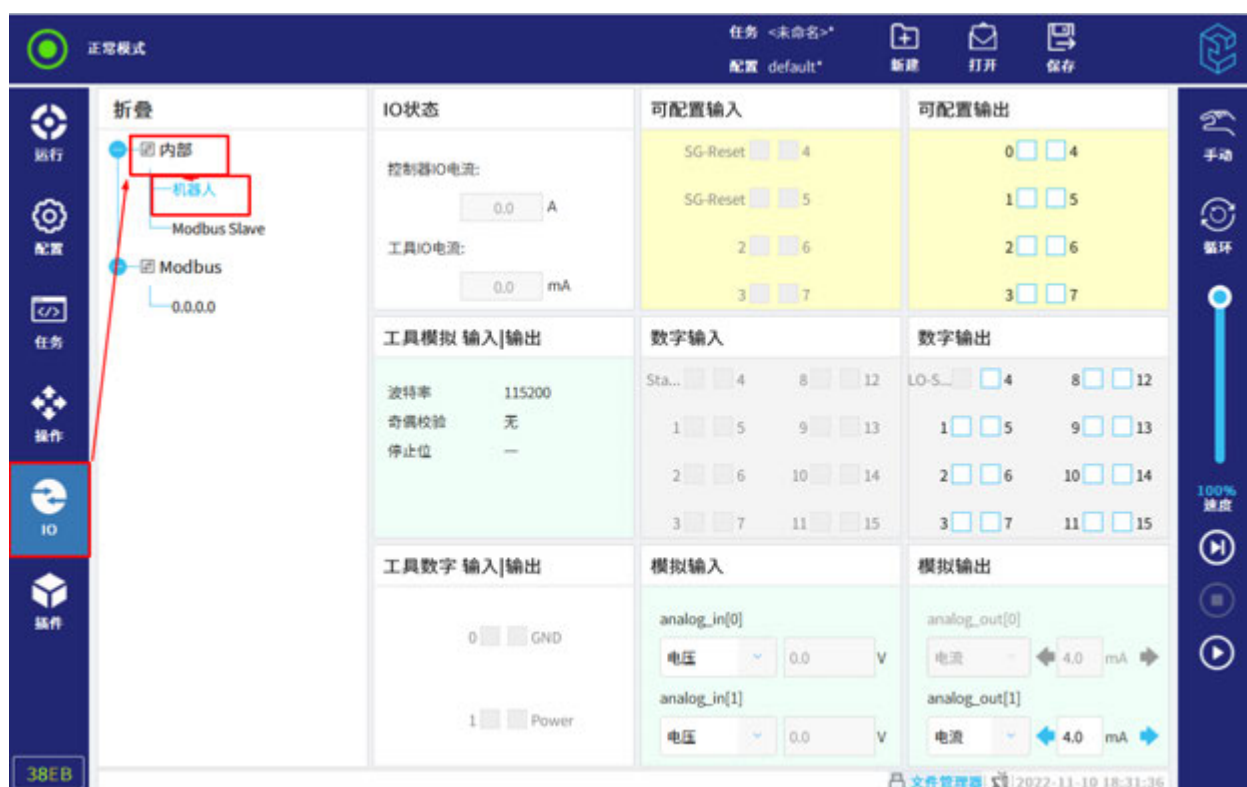 正常模式
任务 <未命名>*
配置 default*
新建
打开
保存
运行
配置
任务
操作
IO
插件
38EB
折叠
内部
机器人
Modbus Slave
Modbus
0.0.0.0
IO状态
控制器IO电流:
0.0 A
工具IO电流:
0.0 mA
可配置输入
SG-Reset 4
SG-Reset 5
2 6
3 7
可配置输出
0 4
1 5
2 6
3 7
工具模拟 输入|输出
波特率 115200
奇偶校验 无
停止位 —
数字输入
Sta... 4 8 12
1 5 9 13
2 6 10 14
3 7 11 15
数字输出
LO-S... 4 8 12
1 5 9 13
2 6 10 14
3 7 11 15
工具数字 输入|输出
0 GND
1 Power
模拟输入
analog_in[0]
电压 0.0 V
analog_in[1]
电压 0.0 V
模拟输出
analog_out[0]
电流 4.0 mA
analog_out[1]
电流 4.0 mA
手动
循环
100%
速度
文件管理器 2022-11-10 18:31:36